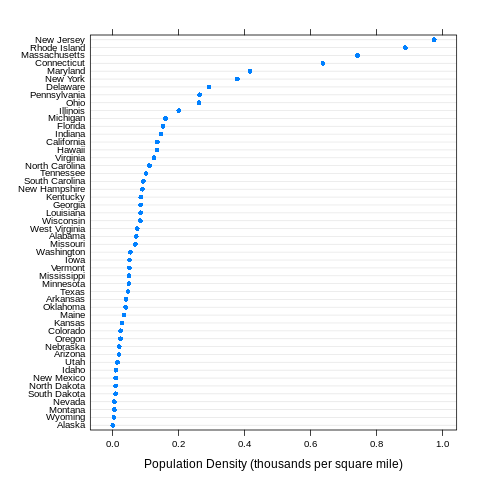 New Jersey
Rhode Island
Massachusetts
Connecticut
Maryland
New York
Delaware
Pennsylvania
Ohio
Illinois
Michigan
Florida
Indiana
California
Hawaii
Virginia
North Carolina
Tennessee
South Carolina
New Hampshire
Kentucky
Georgia
Louisiana
Wisconsin
West Virginia
Alabama
Missouri
Washington
Iowa
Vermont
Mississippi
Minnesota
Texas
Arkansas
Oklahoma
Maine
Kansas
Colorado
Oregon
Nebraska
Arizona
Utah
Idaho
New Mexico
North Dakota
South Dakota
Nevada
Montana
Wyoming
Alaska
0.0 0.2 0.4 0.6 0.8 1.0
Population Density (thousands per square mile)